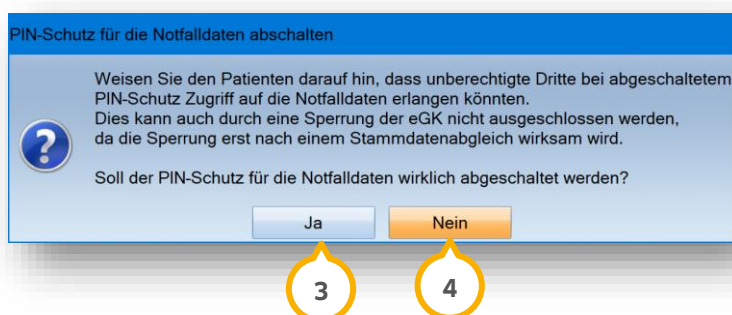 PIN-Schutz für die Notfalldaten abschalten
Weisen Sie den Patienten darauf hin, dass unberechtigte Dritte bei abgeschaltetem
PIN-Schutz Zugriff auf die Notfalldaten erlangen könnten.
Dies kann auch durch eine Sperrung der eGK nicht ausgeschlossen werden,
da die Sperrung erst nach einem Stammdatenabgleich wirksam wird.
Soll der PIN-Schutz für die Notfalldaten wirklich abgeschaltet werden?
Ja Nein
3 4